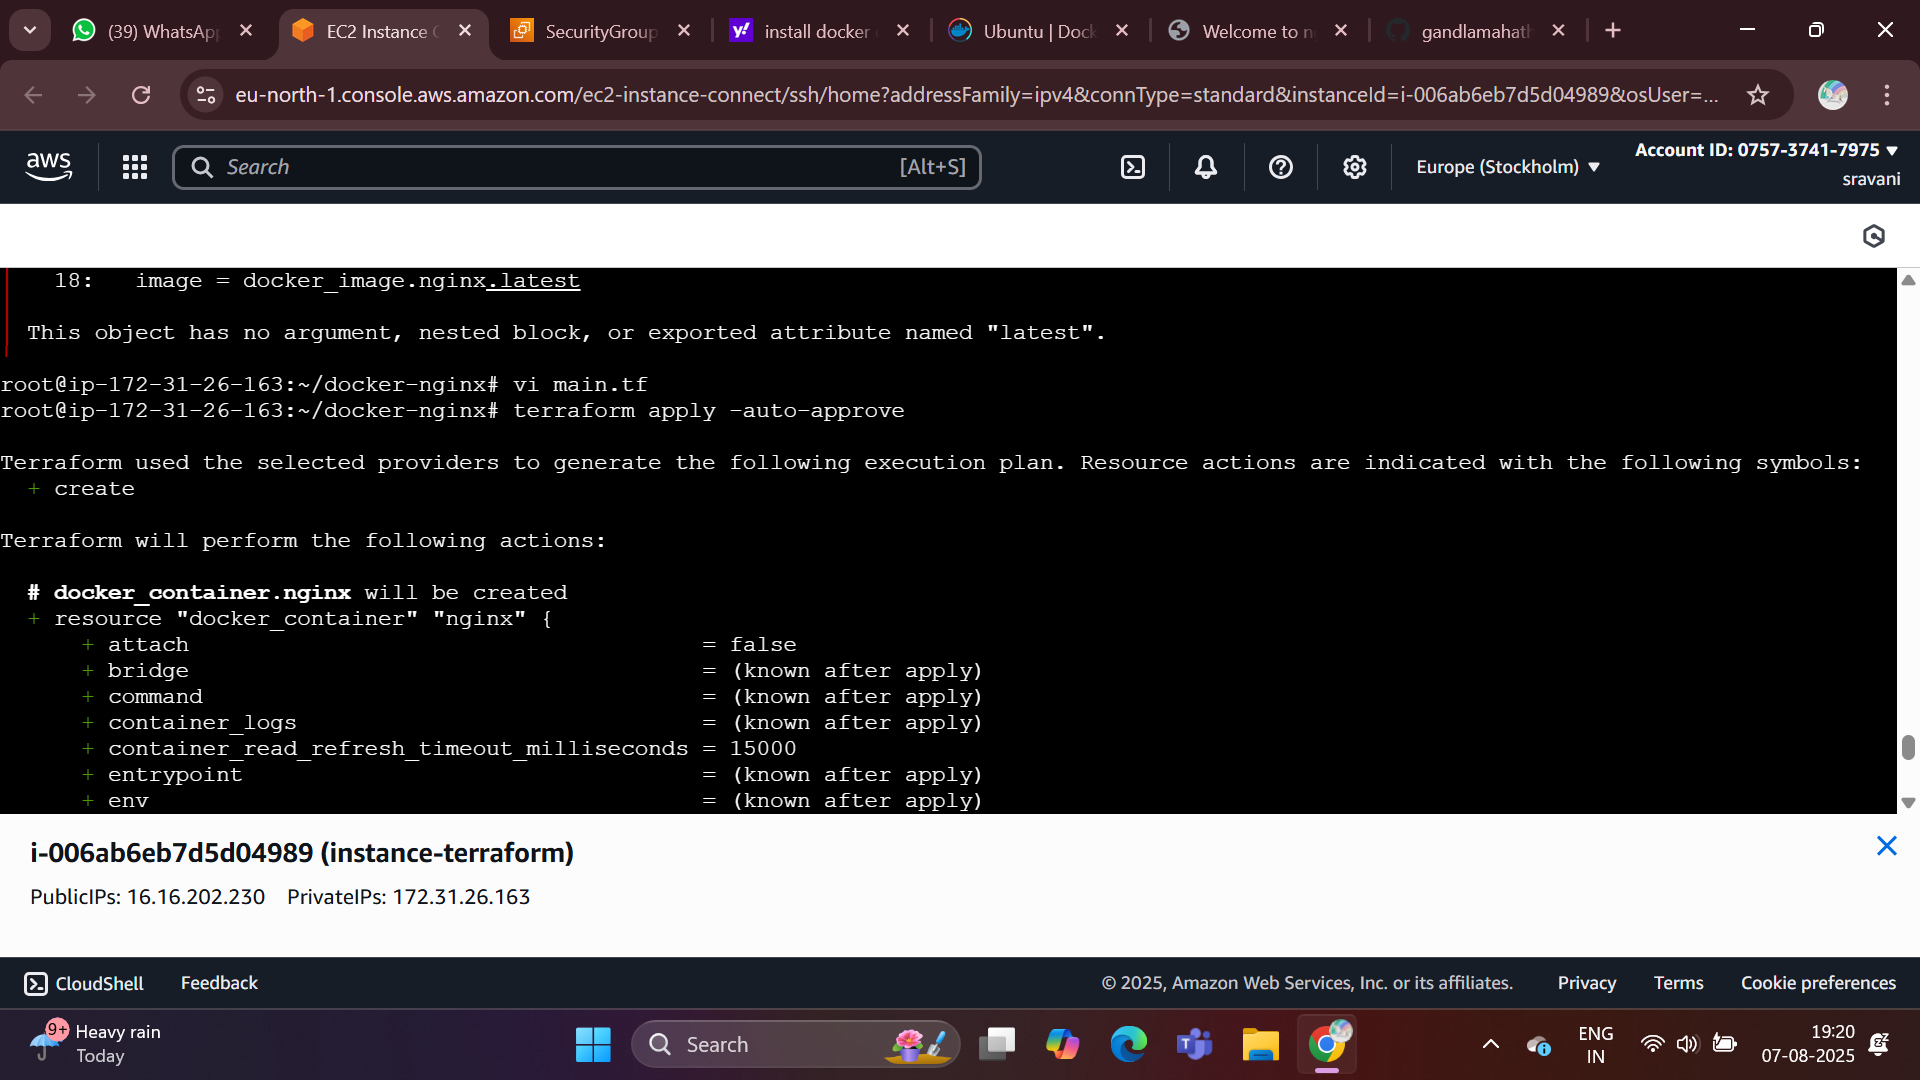 (39) WhatsApp
EC2 Instance C
SecurityGroup
install docker
Ubuntu | Dock
Welcome to n
gandlamahath
eu-north-1.console.aws.amazon.com/ec2-instance-connect/ssh/home?addressFamily=ipv4&connType=standard&instanceId=i-006ab6eb7d5d04989&osUser=...
aws
Search
[Alt+S]
Europe (Stockholm)
Account ID: 0757-3741-7975
sravani
18:   image = docker_image.nginx.latest
This object has no argument, nested block, or exported attribute named "latest".
root@ip-172-31-26-163:~/docker-nginx# vi main.tf
root@ip-172-31-26-163:~/docker-nginx# terraform apply -auto-approve
Terraform used the selected providers to generate the following execution plan. Resource actions are indicated with the following symbols:
+ create
Terraform will perform the following actions:
# docker_container.nginx will be created
+ resource "docker_container" "nginx" {
+ attach = false
+ bridge = (known after apply)
+ command = (known after apply)
+ container_logs = (known after apply)
+ container_read_refresh_timeout_milliseconds = 15000
+ entrypoint = (known after apply)
+ env = (known after apply)
i-006ab6eb7d5d04989 (instance-terraform)
PublicIPs: 16.16.202.230   PrivateIPs: 172.31.26.163
CloudShell
Feedback
© 2025, Amazon Web Services, Inc. or its affiliates.
Privacy
Terms
Cookie preferences
9+
Heavy rain
Today
Search
ENG
IN
19:20
07-08-2025